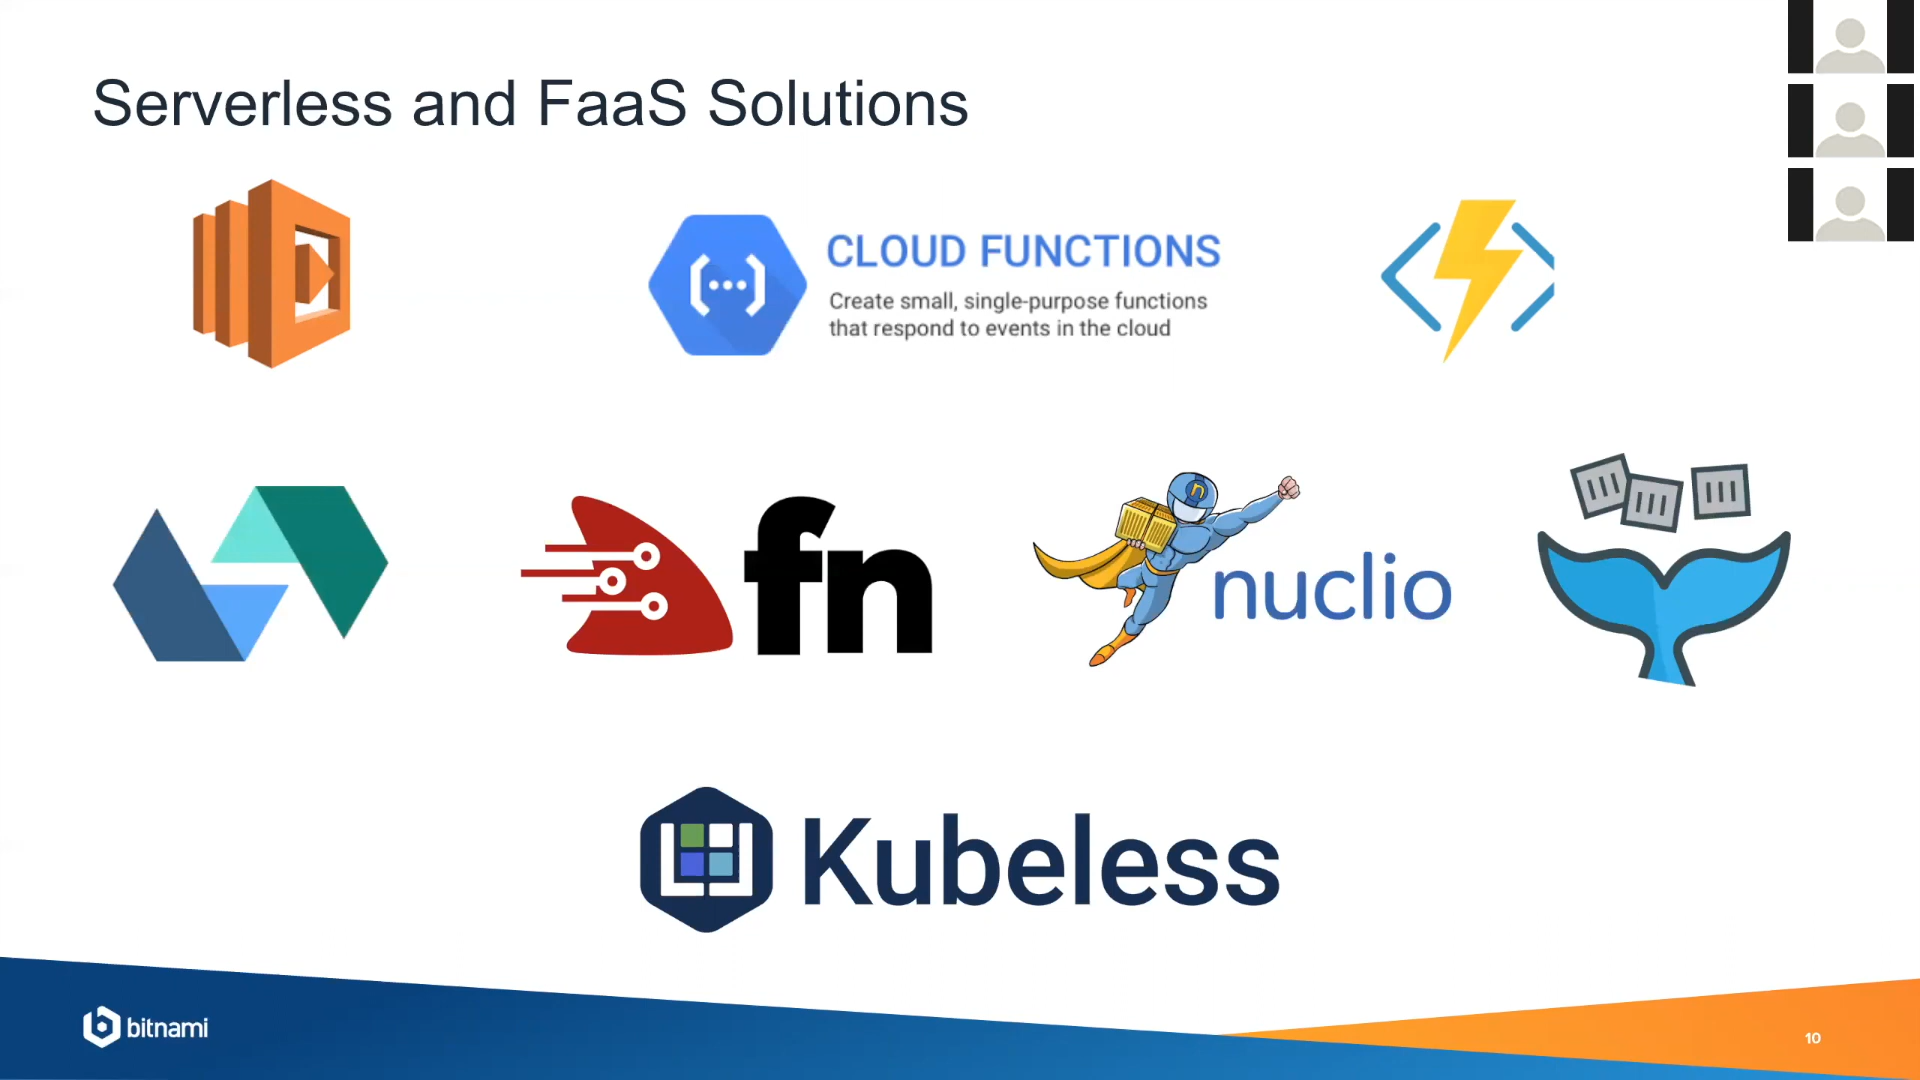 Serverless and FaaS Solutions
CLOUD FUNCTIONS
Create small, single-purpose functions
that respond to events in the cloud
fn
n
nuclio
Kubeless
bitnami
10